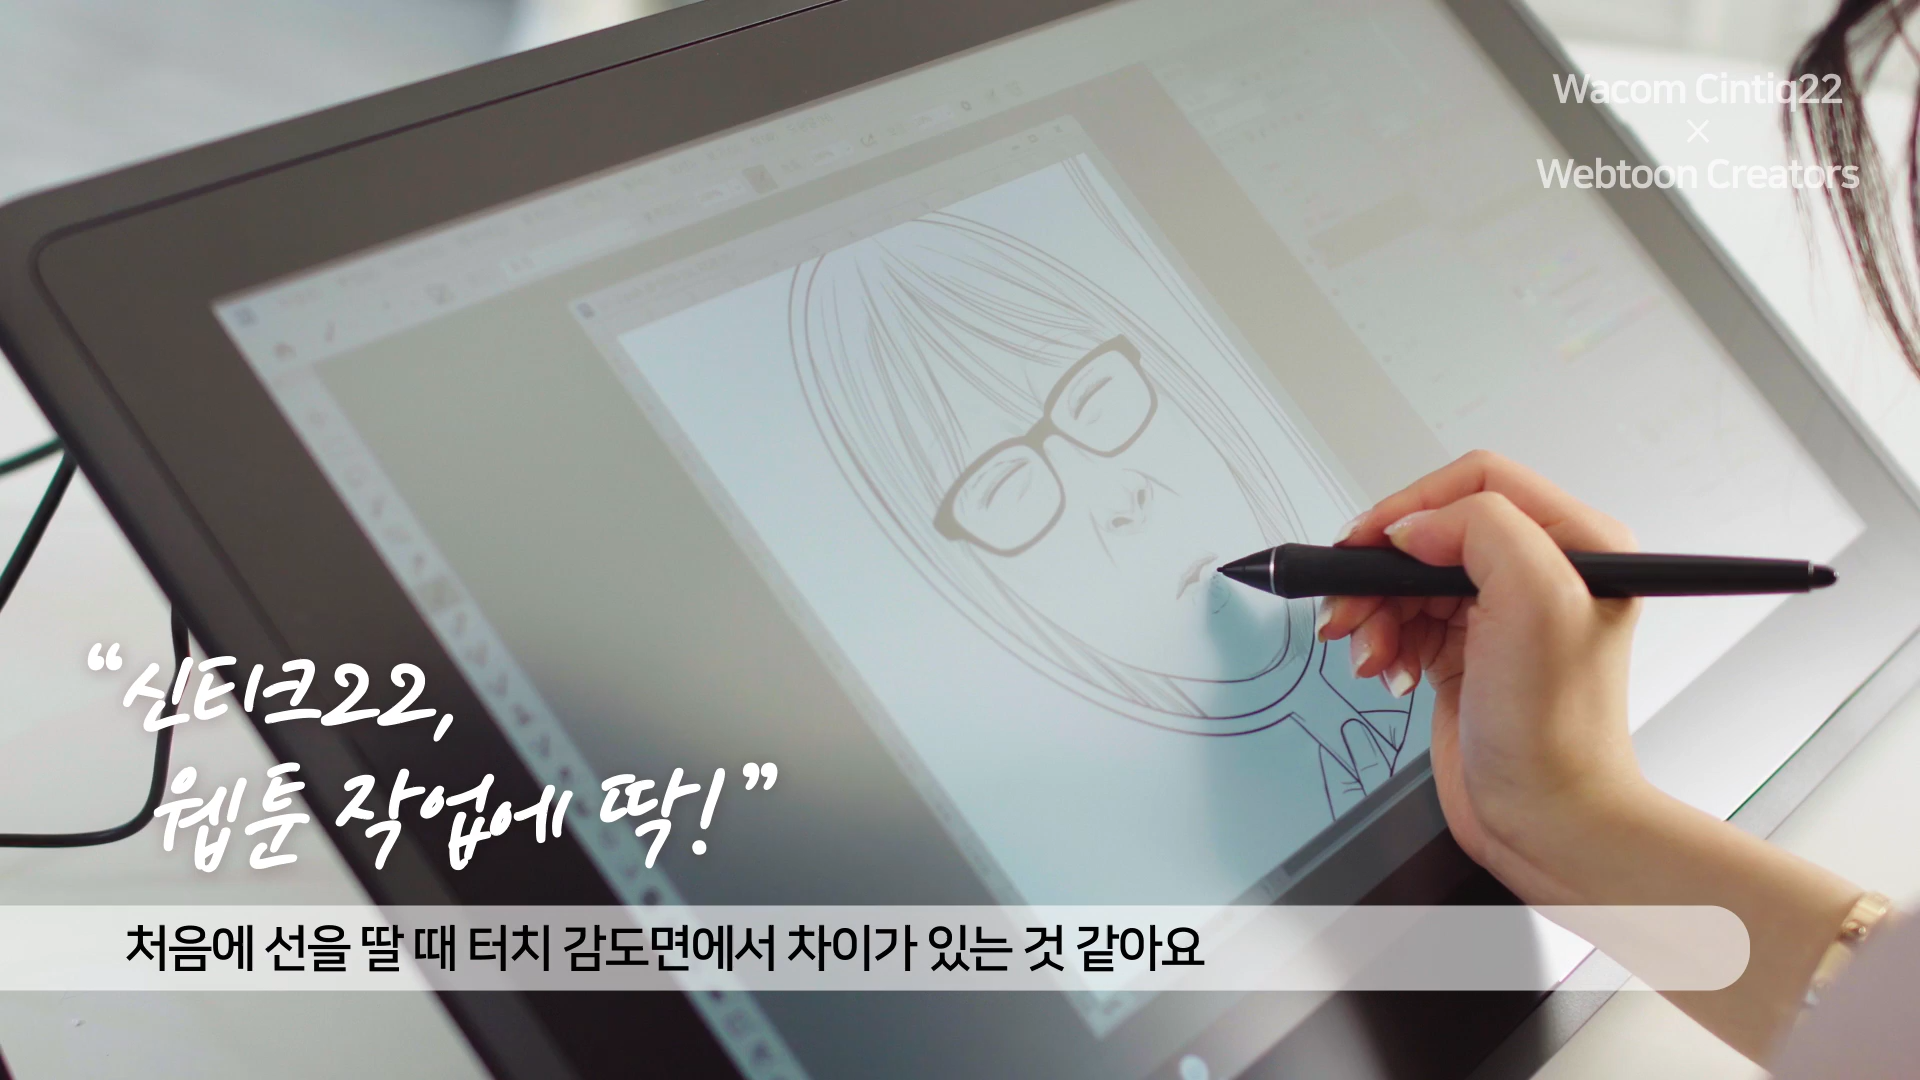 Wacom Cintiq22
×
Webtoon Creators
“신티크22,
웹툰 작업에 딱!”
처음에 선을 딸 때 터치 감도면에서 차이가 있는 것 같아요